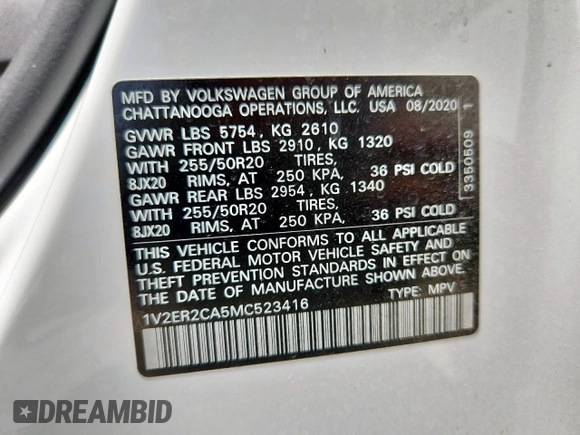 MFD BY VOLKSWAGEN GROUP OF AMERICA
CHATTANOOGA OPERATIONS, LLC. USA 08/2020
GVWR LBS 5754, KG 2610
GAWR FRONT LBS 2910, KG 1320
WITH 255/50R20 TIRES,
8JX20 RIMS, AT 250 KPA, 36 PSI COLD
GAWR REAR LBS 2954, KG 1340
WITH 255/50R20 TIRES,
8JX20 RIMS, AT 250 KPA, 36 PSI COLD
THIS VEHICLE CONFORMS TO ALL APPLICABLE
U.S. FEDERAL MOTOR VEHICLE SAFETY AND
THEFT PREVENTION STANDARDS IN EFFECT ON
THE DATE OF MANUFACTURE SHOWN ABOVE.
1V2ER2CA5MC523416 TYPE: MPV
3350509 1
DREAMBID